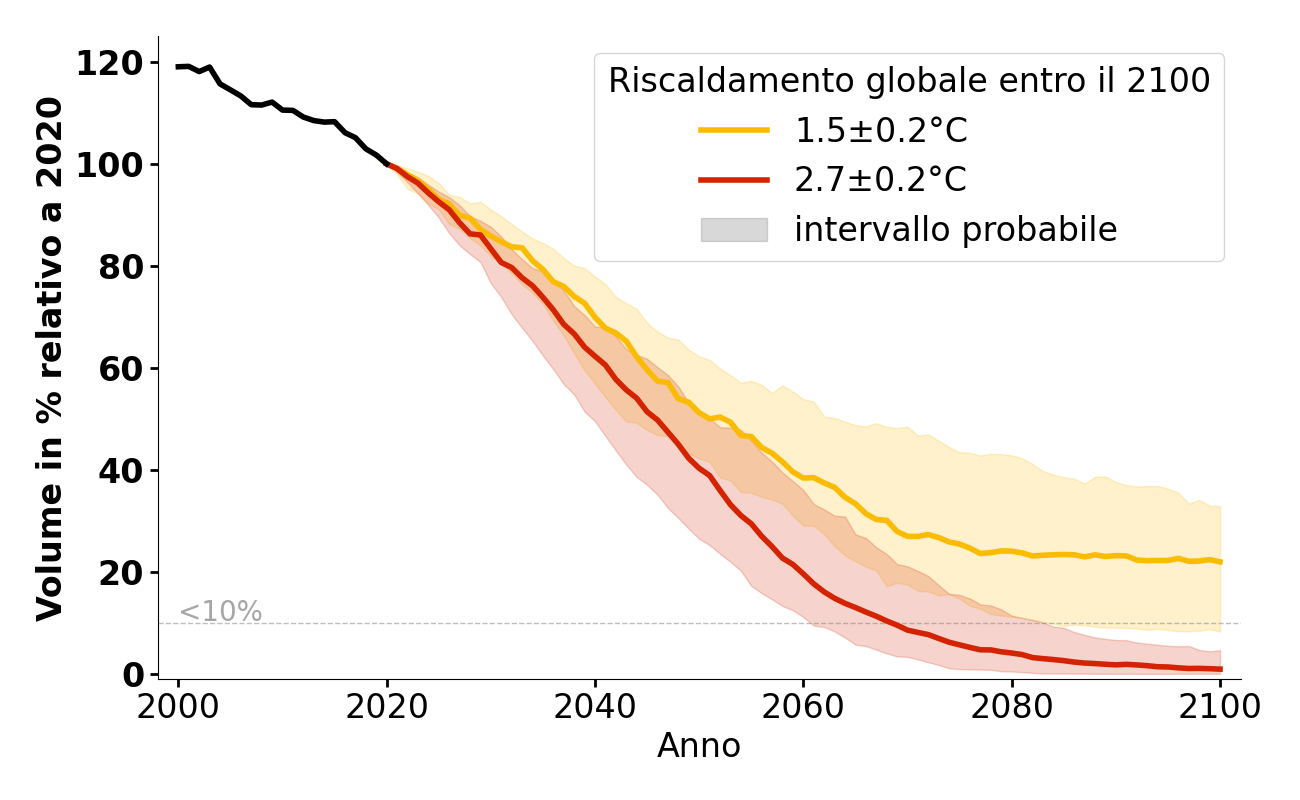 Riscaldamento globale entro il 2100
1.5±0.2°C
2.7±0.2°C
intervallo probabile
Volume in % relativo a 2020
120
100
80
60
40
20
0
<10%
2000
2020
2040
2060
2080
2100
Anno